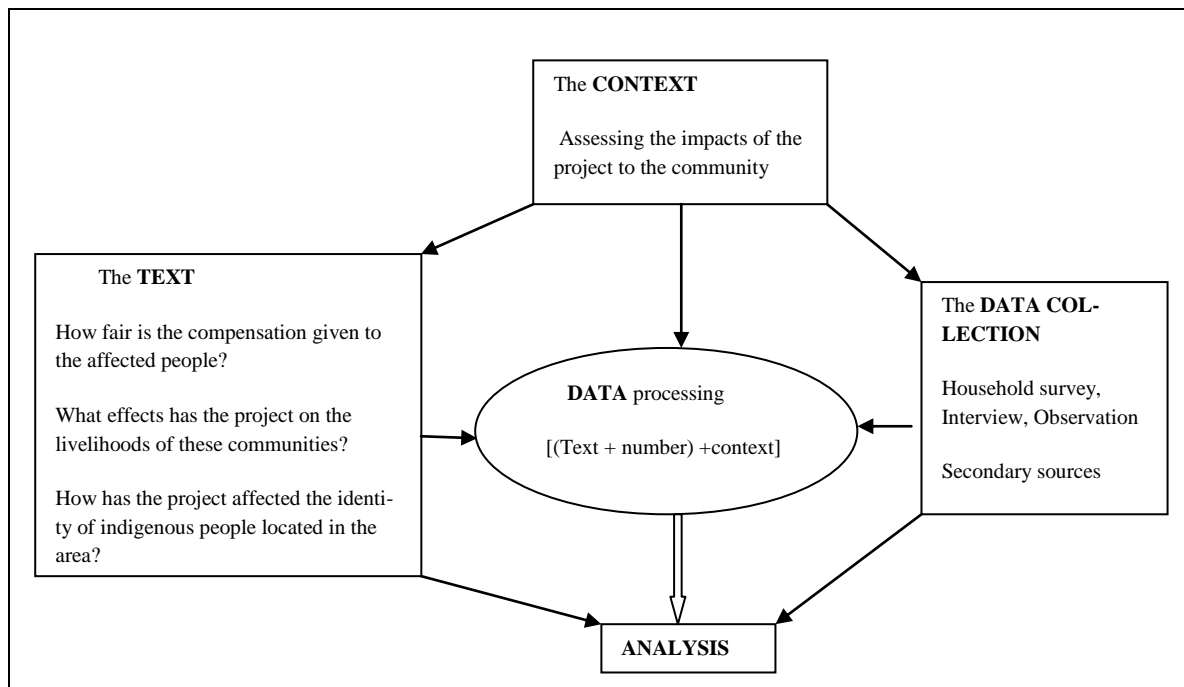 The CONTEXT
Assessing the impacts of the
project to the community
The TEXT
How fair is the compensation given to
the affected people?
What effects has the project on the
livelihoods of these communities?
How has the project affected the identi-
ty of indigenous people located in the
area?
DATA processing
[(Text + number) +context]
The DATA COL-
LECTION
Household survey,
Interview, Observation
Secondary sources
ANALYSIS